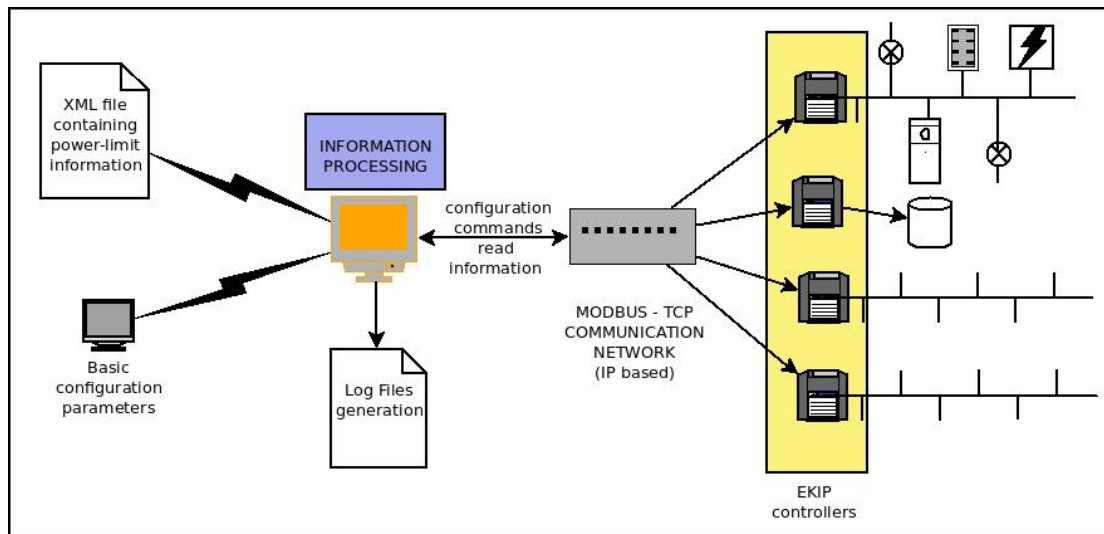 XML file
containing
power-limit
information
INFORMATION
PROCESSING
configuration
commands
read
information
Basic
configuration
parameters
Log Files
generation
MODBUS - TCP
COMMUNICATION
NETWORK
(IP based)
EKIP
controllers